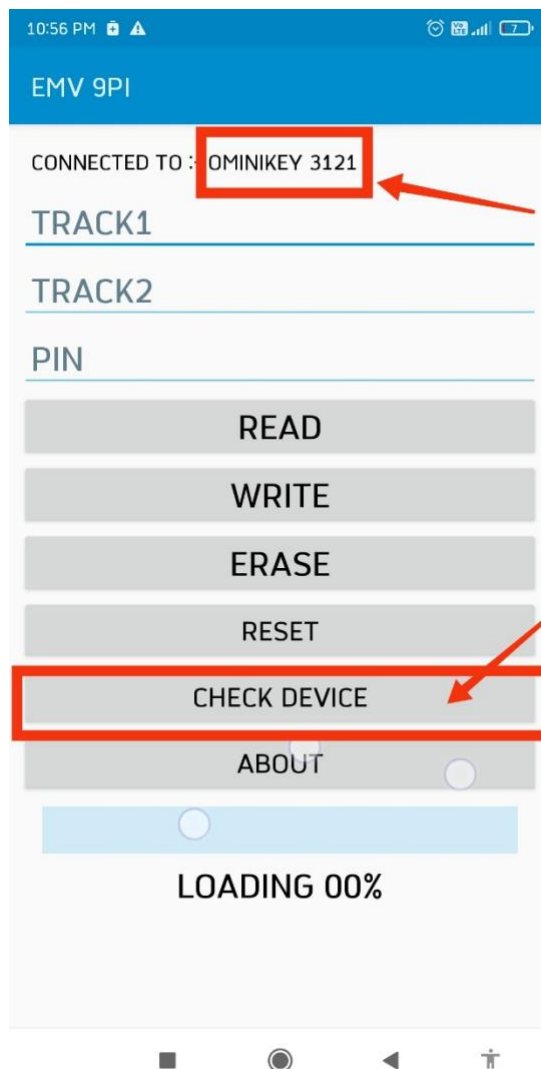 10:56 PM
7
EMV 9PI
CONNECTED TO :- OMINIKEY 3121
TRACK1
TRACK2
PIN
READ
WRITE
ERASE
RESET
CHECK DEVICE
ABOUT
LOADING 00%